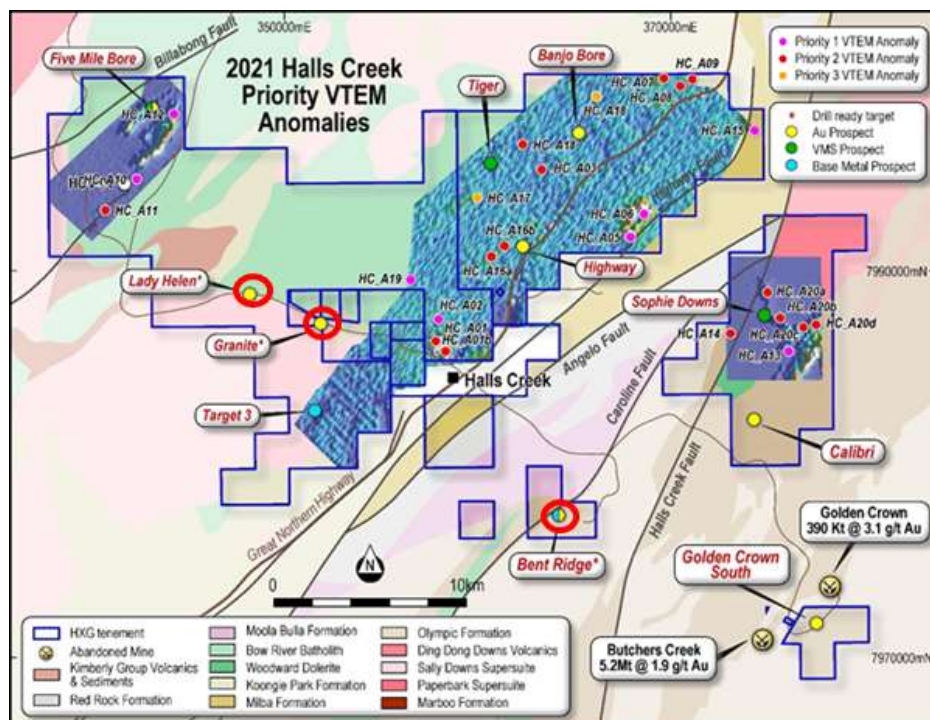 350000mE
370000mE
Billabong Fault
Five Mile Bore
2021 Halls Creek
Priority VTEM
Anomalies
Tiger
Banjo Bore
HC_A07
HC_A09
HC_A08
Priority 1 VTEM Anomaly
Priority 2 VTEM Anomaly
Priority 3 VTEM Anomaly
Drill ready target
Au Prospect
VMS Prospect
Base Metal Prospect
HC_A12
HC_A18
HC_A15
HC_A18
HC_A03
HC_A10
HC_A11
HC_A17
Highway Fault
HC_A06
HC_A05
HC_A16b
HC_A16a
Highway
7990000mN
Lady Helen*
HC_A19
Granite*
HC_A02
HC_A01
HC_A01b
Sophie Downs
HC_A20a
HC_A20b
HC_A20c
HC_A20d
HC_A14
HC_A13
Angelo Fault
Halls Creek
Caroline Fault
Target 3
Calibri
Halls Creek Fault
Great Northern Highway
Bent Ridge*
N
0 10km
Golden Crown
390 Kt @ 3.1 g/t Au
Golden Crown
South
Butchers Creek
5.2Mt @ 1.9 g/t Au
7970000mN
HXG tenement
Abandoned Mine
Kimberly Group Volcanics
& Sediments
Red Rock Formation
Moola Bulla Formation
Bow River Batholith
Woodward Dolerite
Koongie Park Formation
Milba Formation
Olympic Formation
Ding Dong Downs Volcanics
Sally Downs Supersuite
Paperbark Supersuite
Marboo Formation